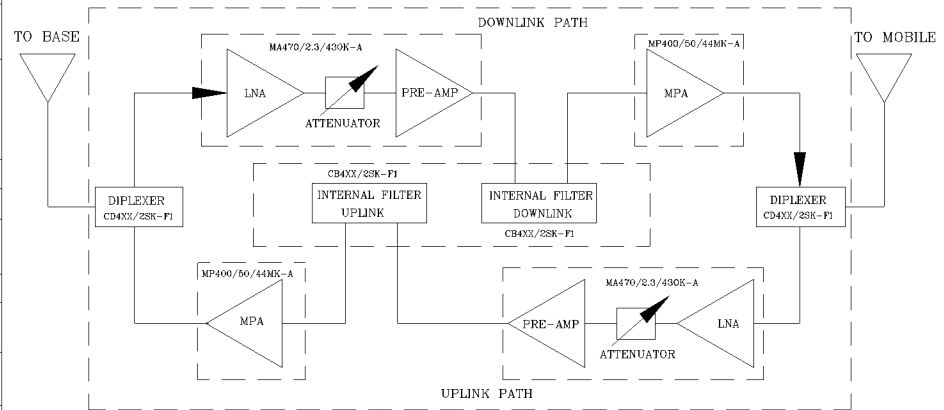 DOWNLINK PATH
TO BASE
TO MOBILE
MA470/2.3/430K-A
MP400/50/44MK-A
LNA
PRE-AMP
MPA
ATTENUATOR
CB4XX/2SK-F1
DIPLEXER
CD4XX/2SK-F1
INTERNAL FILTER
UPLINK
INTERNAL FILTER
DOWNLINK
DIPLEXER
CD4XX/2SK-F1
CB4XX/2SK-F1
MP400/50/44MK-A
MA470/2.3/430K-A
MPA
PRE-AMP
LNA
ATTENUATOR
UPLINK PATH